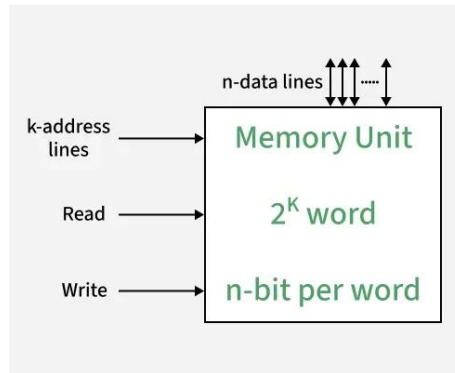 n-data lines
k-address
lines
Memory Unit
Read
2ᴷ word
Write
n-bit per word